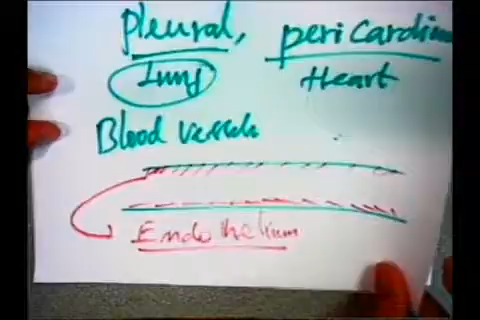 pleural, pericardium
Lung Heart
Blood vessels
Endothelium